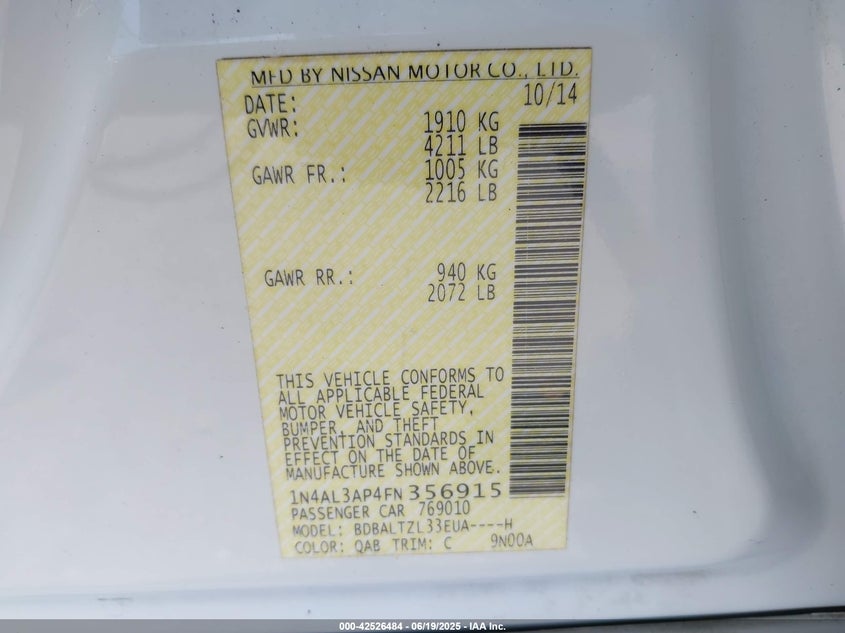 MFD BY NISSAN MOTOR CO., LTD.
DATE: 10/14
GVWR: 1910 KG
4211 LB
GAWR FR.: 1005 KG
2216 LB
GAWR RR.: 940 KG
2072 LB
THIS VEHICLE CONFORMS TO
ALL APPLICABLE FEDERAL
MOTOR VEHICLE SAFETY,
BUMPER, AND THEFT
PREVENTION STANDARDS IN
EFFECT ON THE DATE OF
MANUFACTURE SHOWN ABOVE.
1N4AL3AP4FN356915
PASSENGER CAR 769010
MODEL: BDBALTZL33EUA----H
COLOR: QAB TRIM: C 9N00A
000-42526484 - 06/19/2025 - IAA Inc.